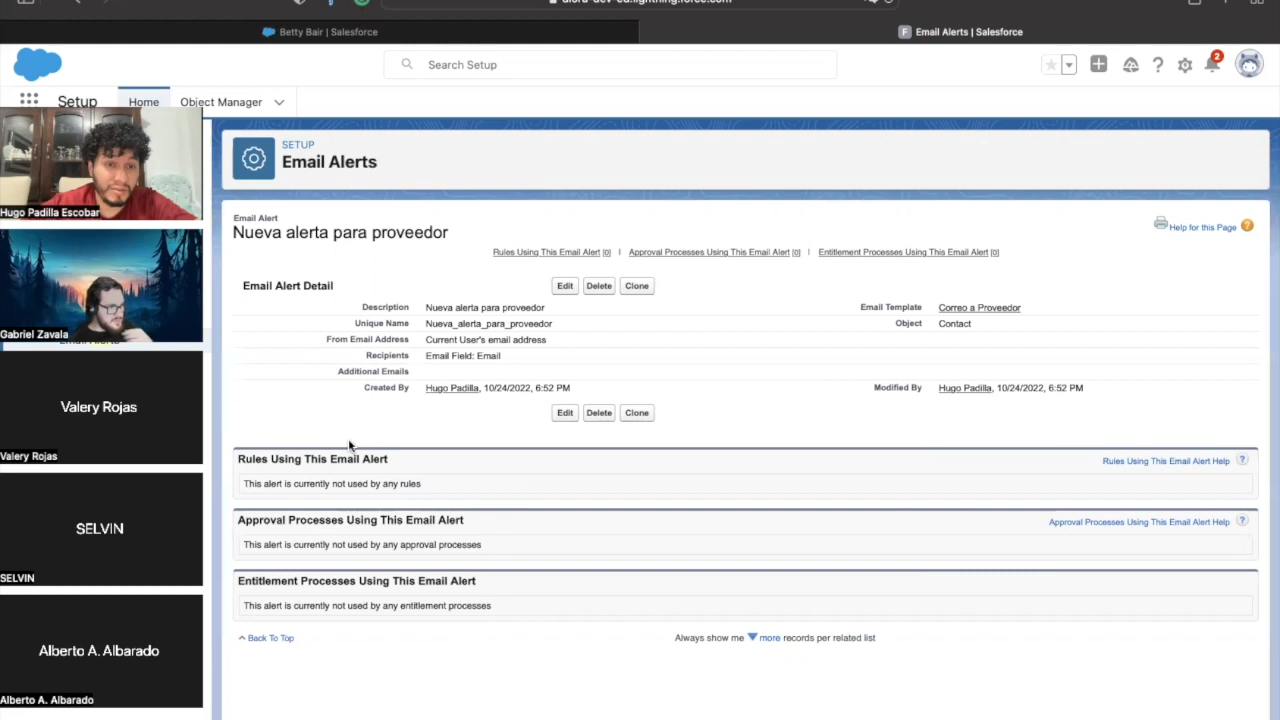 Betty Bair | Salesforce
Email Alerts | Salesforce
Search Setup
2
Setup
Home
Object Manager
SETUP
Email Alerts
Hugo Padilla Escobar
Gabriel Zavala
Valery Rojas
Valery Rojas
SELVIN
SELVIN
Alberto A. Albarado
Alberto A. Albarado
Email Alert
Nueva alerta para proveedor
Help for this Page
Rules Using This Email Alert [0] | Approval Processes Using This Email Alert [0] | Entitlement Processes Using This Email Alert [0]
Email Alert Detail
Edit Delete Clone
Description Nueva alerta para proveedor Email Template Correo a Proveedor
Unique Name Nueva_alerta_para_proveedor Object Contact
From Email Address Current User's email address
Recipients Email Field: Email
Additional Emails
Created By Hugo Padilla, 10/24/2022, 6:52 PM Modified By Hugo Padilla, 10/24/2022, 6:52 PM
Edit Delete Clone
Rules Using This Email Alert Rules Using This Email Alert Help ?
This alert is currently not used by any rules
Approval Processes Using This Email Alert Approval Processes Using This Email Alert Help ?
This alert is currently not used by any approval processes
Entitlement Processes Using This Email Alert
This alert is currently not used by any entitlement processes
Back To Top Always show me more records per related list